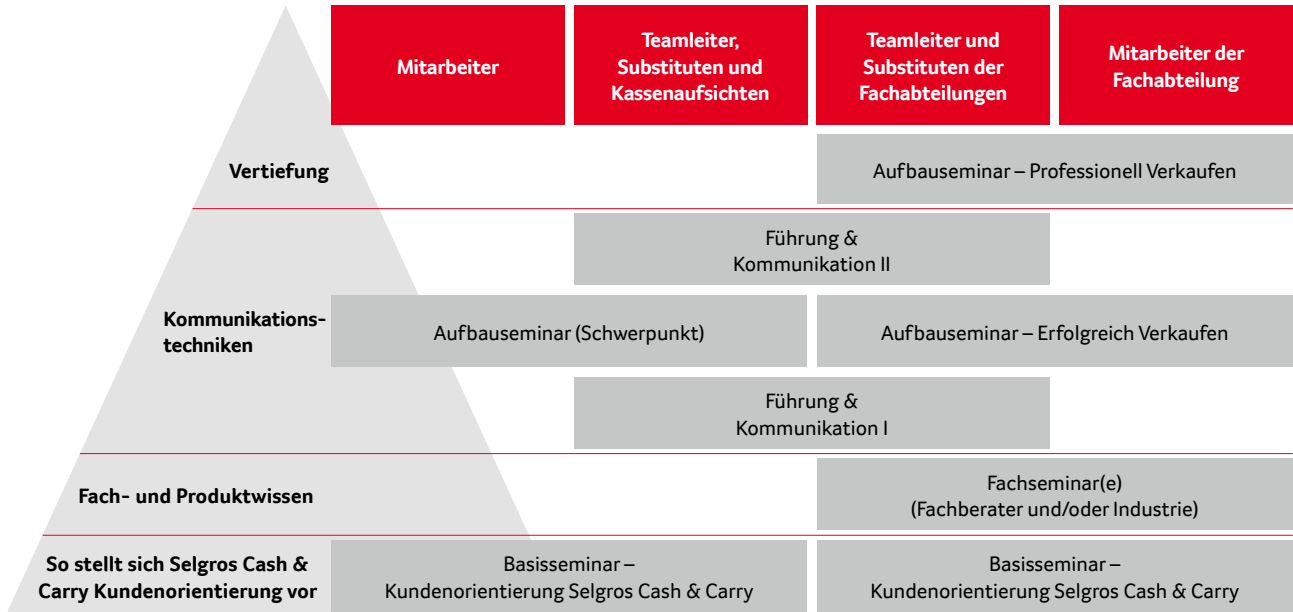 Mitarbeiter
Teamleiter,
Substituten und
Kassenaufsichten
Teamleiter und
Substituten der
Fachabteilungen
Mitarbeiter der
Fachabteilung
Vertiefung
Aufbauseminar – Professionell Verkaufen
Führung &
Kommunikation II
Kommunikations-
techniken
Aufbauseminar (Schwerpunkt)
Aufbauseminar – Erfolgreich Verkaufen
Führung &
Kommunikation I
Fach- und Produktwissen
Fachseminar(e)
(Fachberater und/oder Industrie)
So stellt sich Selgros Cash &
Carry Kundenorientierung vor
Basisseminar –
Kundenorientierung Selgros Cash & Carry
Basisseminar –
Kundenorientierung Selgros Cash & Carry